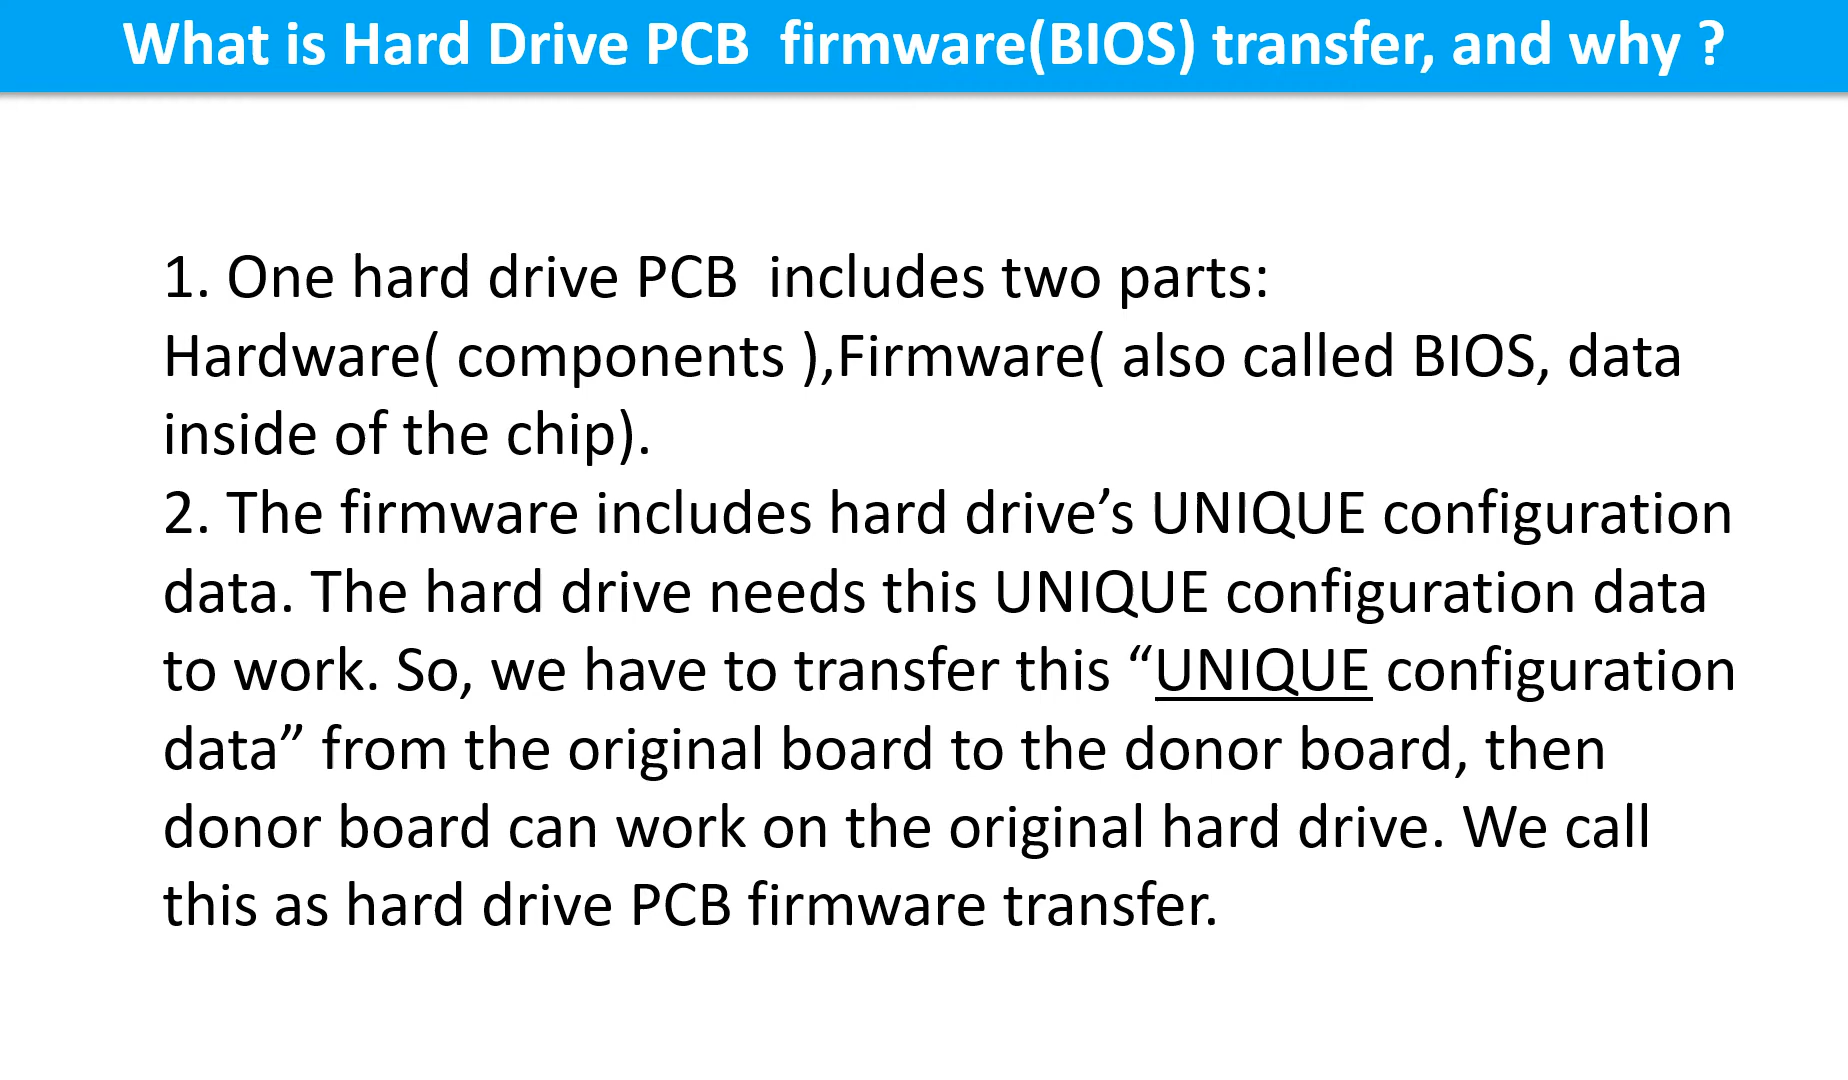 What is Hard Drive PCB  firmware(BIOS) transfer, and why ?
1. One hard drive PCB  includes two parts:
Hardware( components ),Firmware( also called BIOS, data
inside of the chip).
2. The firmware includes hard drive’s UNIQUE configuration
data. The hard drive needs this UNIQUE configuration data
to work. So, we have to transfer this “UNIQUE configuration
data” from the original board to the donor board, then
donor board can work on the original hard drive. We call
this as hard drive PCB firmware transfer.